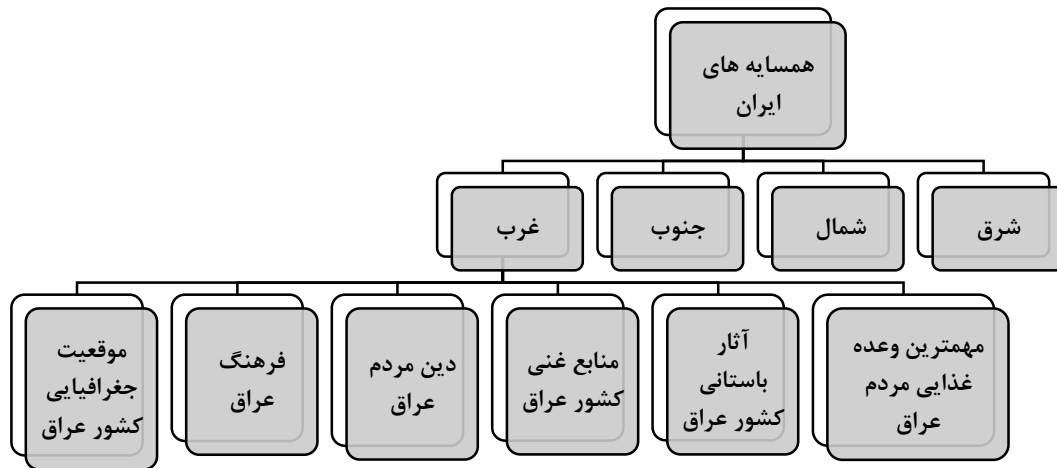 همسایه های
ایران
شرق
شمال
جنوب
غرب
مهمترین وعده
غذایی مردم
عراق
آثار
باستانی
کشور عراق
منابع غنی
کشور عراق
دین مردم
عراق
فرهنگ
عراق
موقعیت
جغرافیایی
کشور عراق